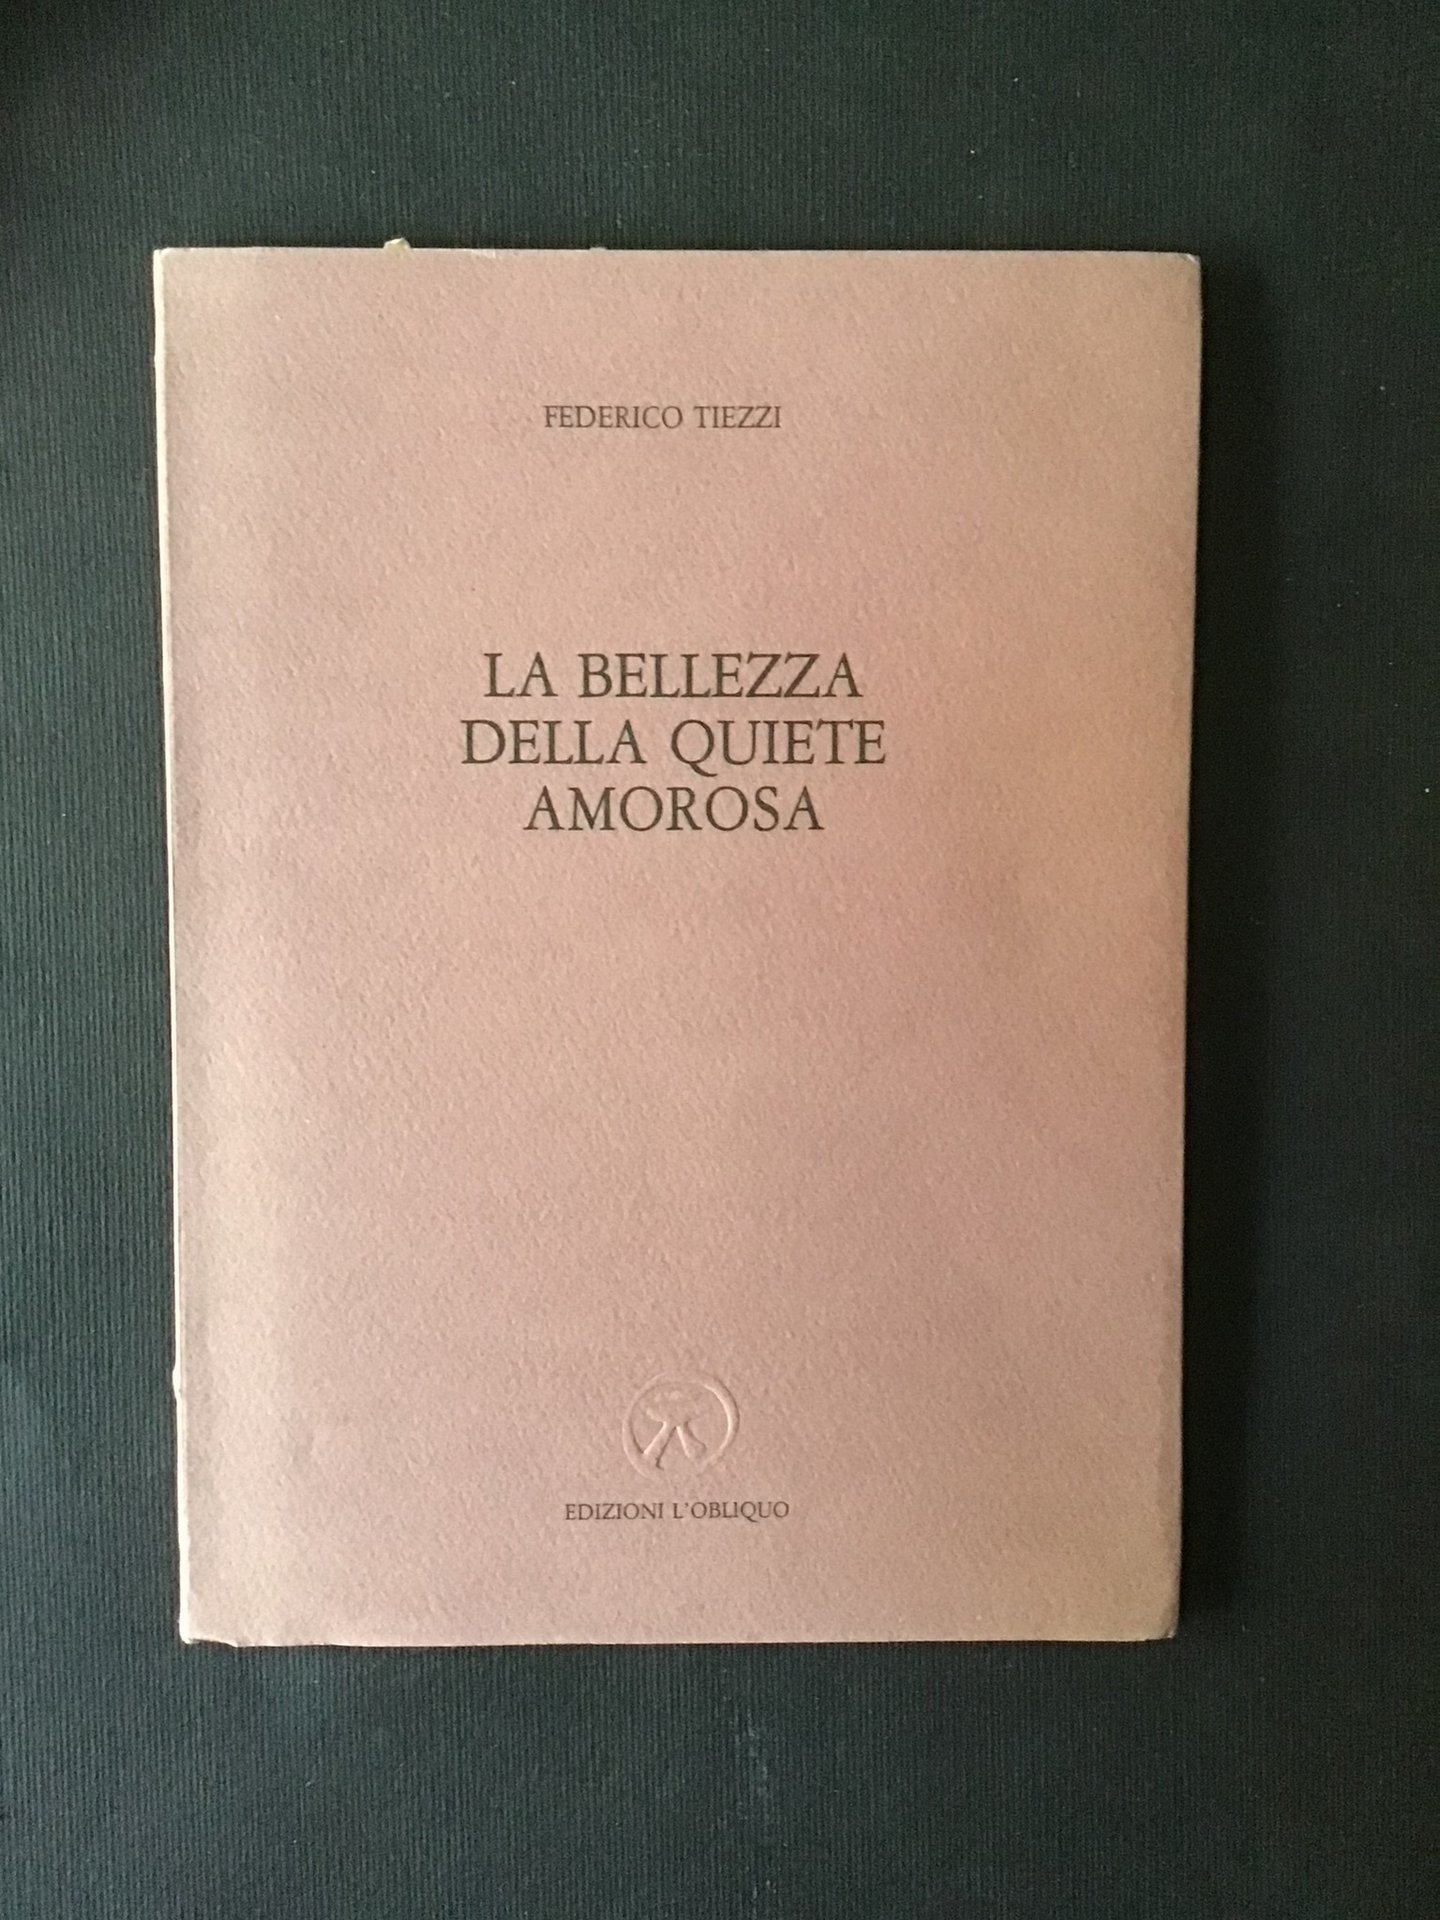 FEDERICO TIEZZI
LA BELLEZZA
DELLA QUIETE
AMOROSA
EDIZIONI L'OBLIQUO